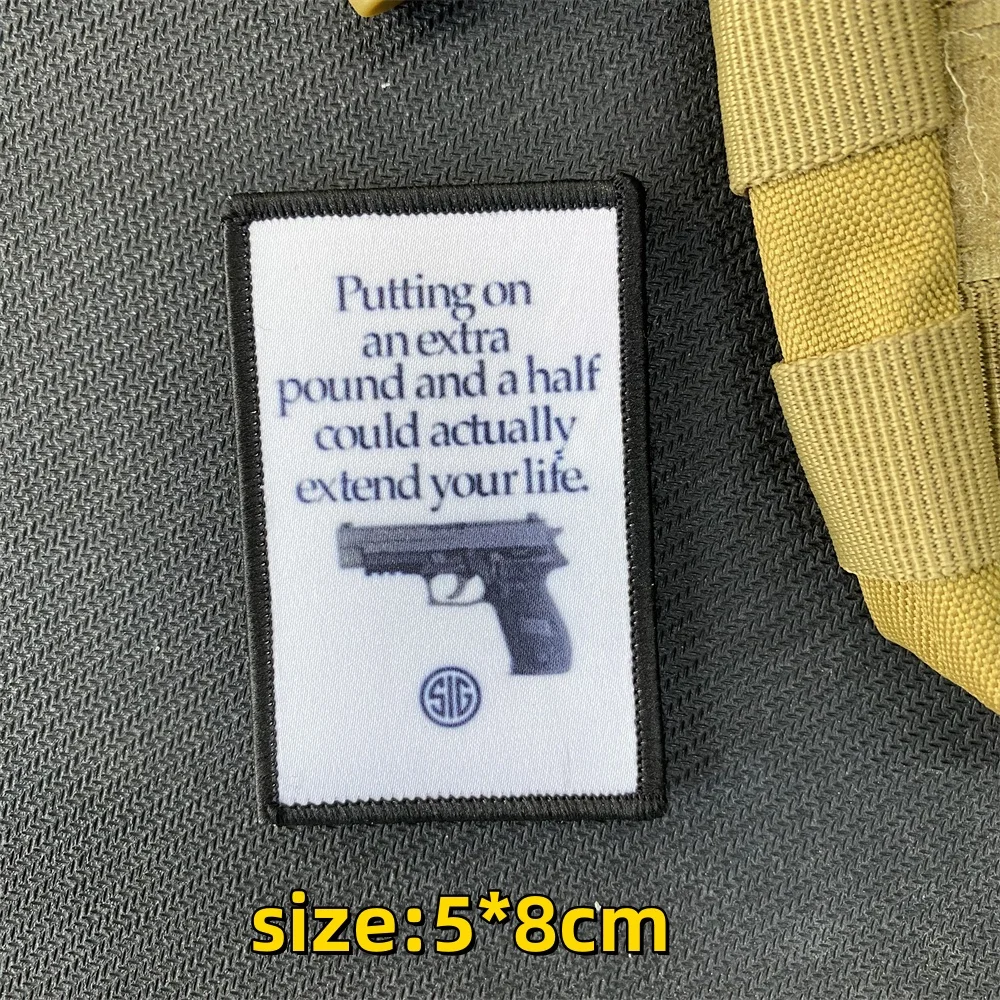 Putting on
an extra
pound and a half
could actually
extend your life.
SIG
size:5*8cm